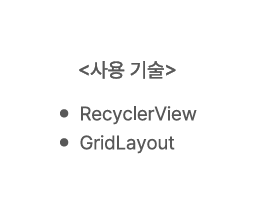 <사용 기술>
• RecyclerView
• GridLayout